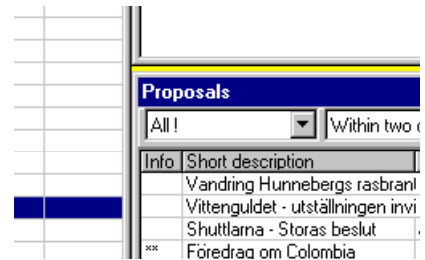 Proposals
All ! Within two
Info Short description
Vandring Hunnebergs rasbrant
Vittenguldet - utställningen invi
Shuttlarna - Storas beslut
** Föredrag om Colombia